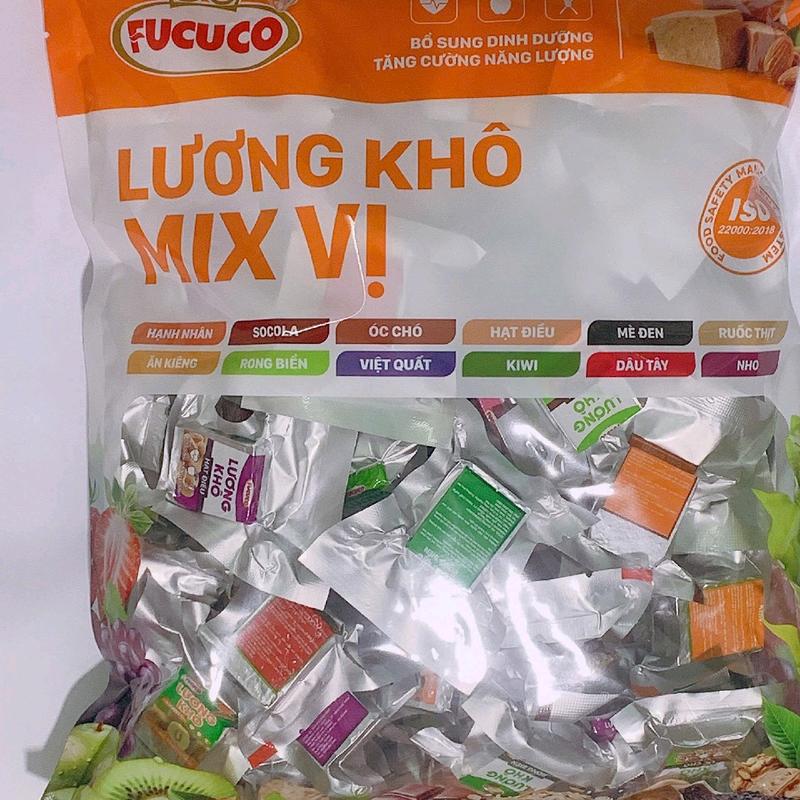 FUCUCO
BỔ SUNG DINH DƯỠNG
TĂNG CƯỜNG NĂNG LƯỢNG
LƯƠNG KHÔ
MIX VỊ
ISO
22000:2018
FOOD SAFETY
HẠNH NHÂN SOCOLA ÓC CHÓ HẠT ĐIỀU MÈ ĐEN RUỐC THỊT
ĂN KIÊNG RONG BIỂN VIỆT QUẤT KIWI DÂU TÂY NHO
LƯƠNG
KHÔ
HẠT ĐIỀU
LƯƠNG
KHÔ
LƯƠNG
KHÔ
LƯƠNG
KHÔ